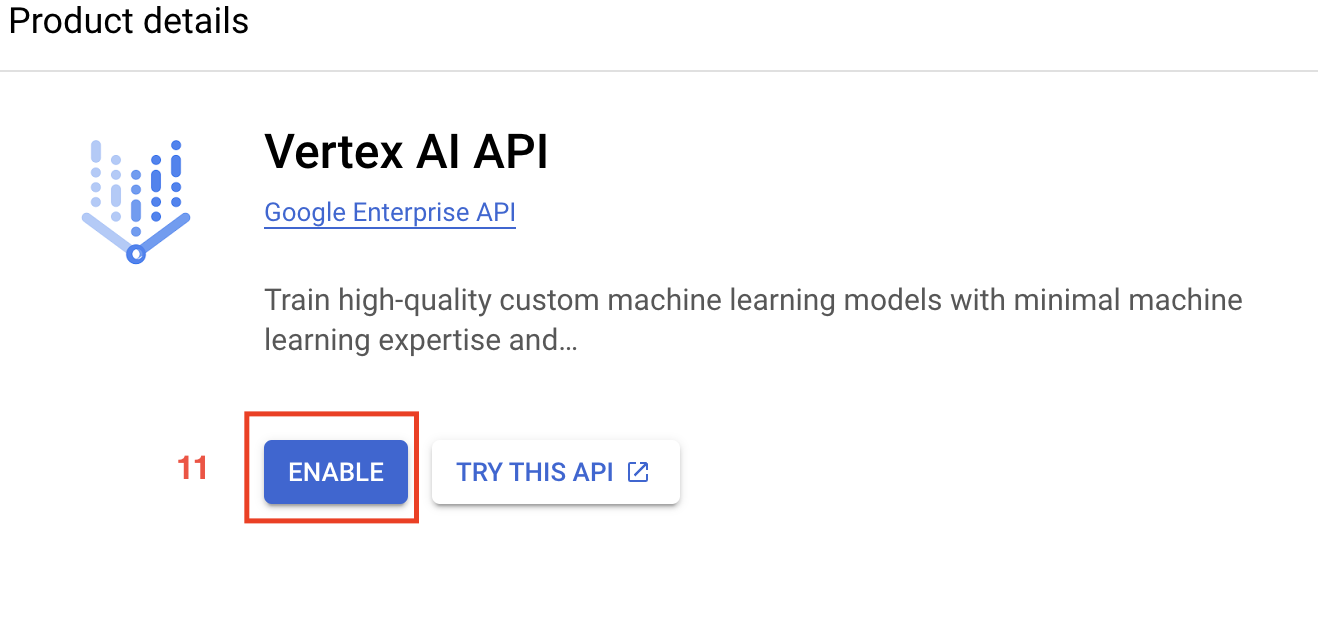 Product details
Vertex AI API
Google Enterprise API
Train high-quality custom machine learning models with minimal machine
learning expertise and…
11
ENABLE
TRY THIS API